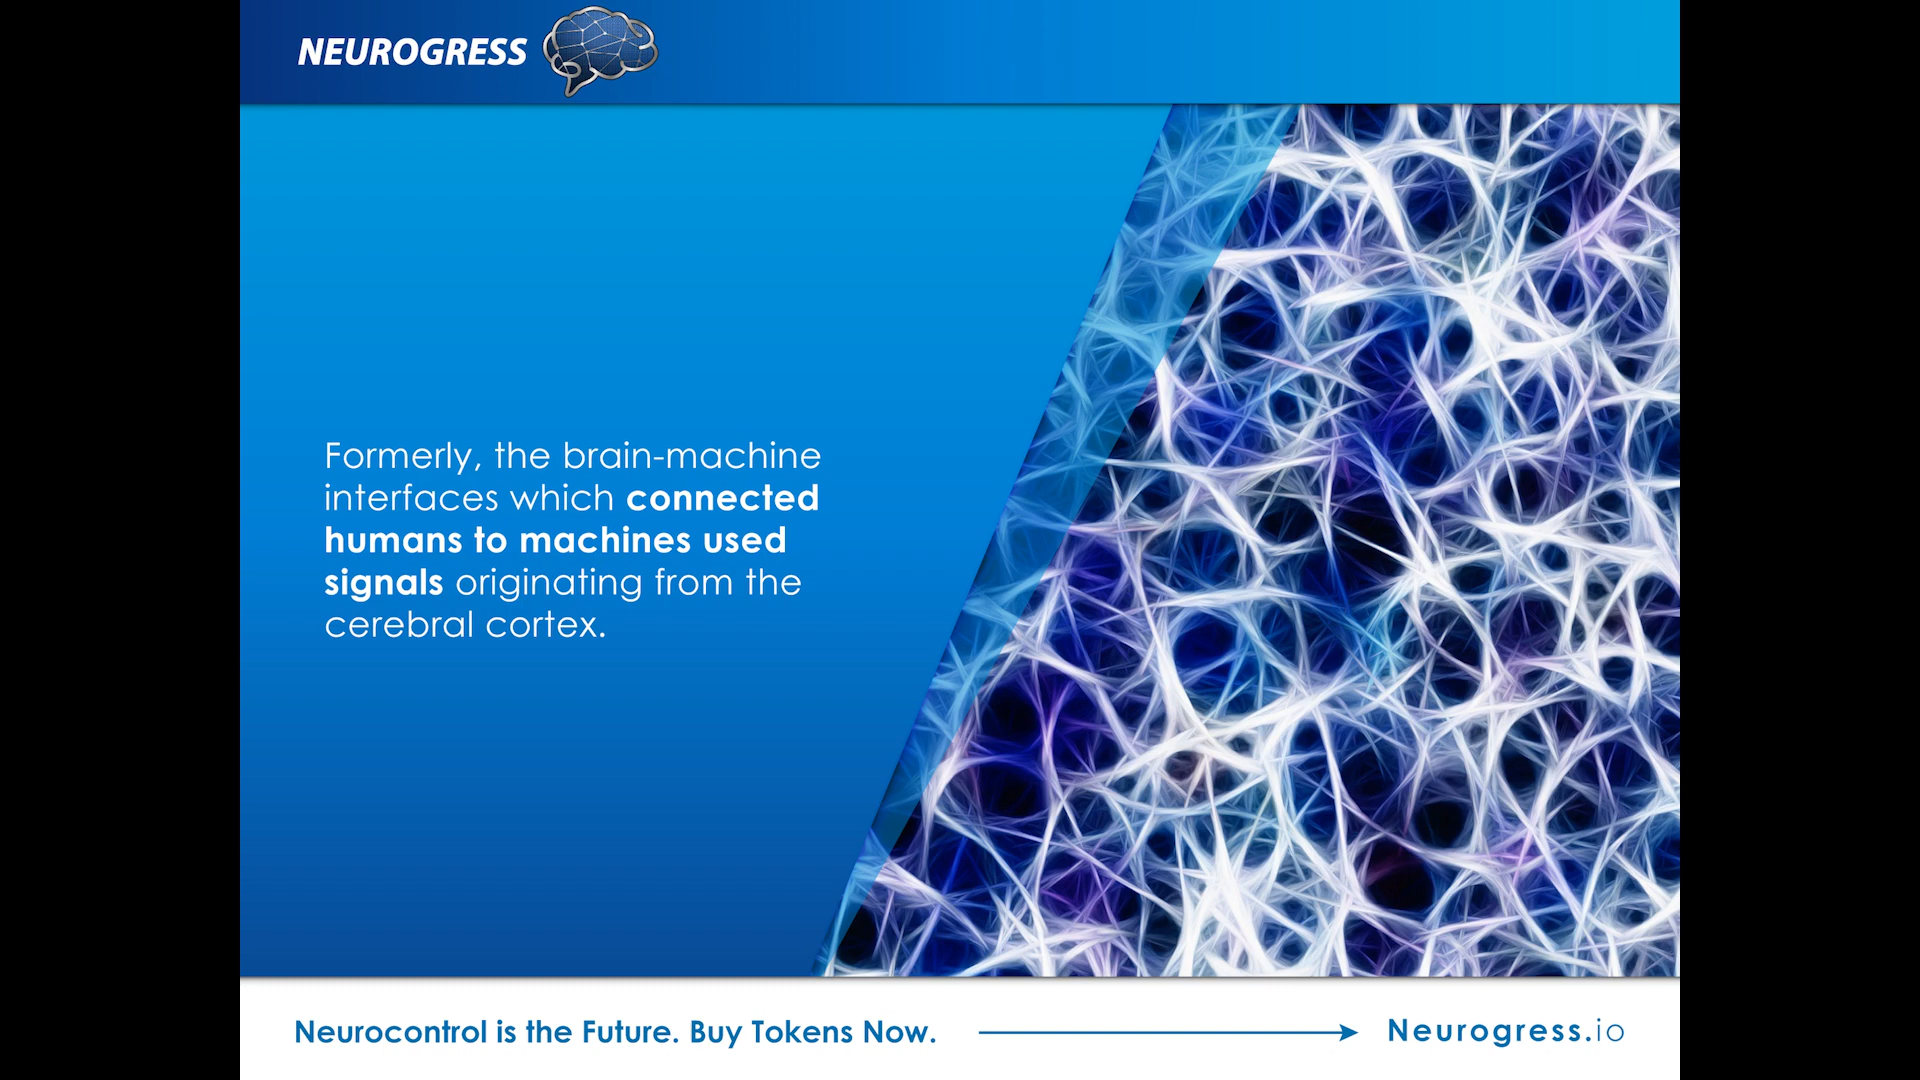 NEUROGRESS
Formerly, the brain-machine
interfaces which connected
humans to machines used
signals originating from the
cerebral cortex.
Neurocontrol is the Future. Buy Tokens Now.
Neurogress.io